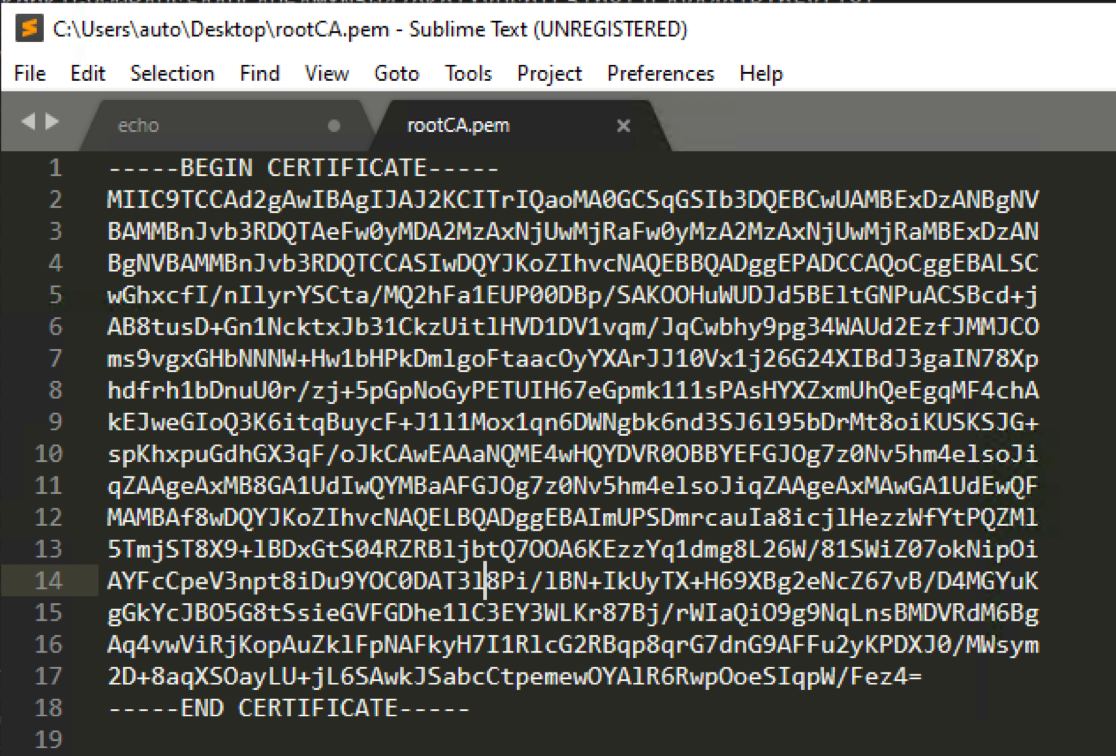 C:\Users\auto\Desktop\rootCA.pem - Sublime Text (UNREGISTERED)
File Edit Selection Find View Goto Tools Project Preferences Help
echo rootCA.pem
1 -----BEGIN CERTIFICATE-----
2 MIIC9TCCAd2gAwIBAgIJAJ2KCITrIQaoMA0GCSqGSIb3DQEBCwUAMBExDzANBgNV
3 BAMMBnJvb3RDQTAeFw0yMDA2MzAxNjUwMjRaFw0yMzA2MzAxNjUwMjRaMBExDzAN
4 BgNVBAMMBnJvb3RDQTCCASIwDQYJKoZIhvcNAQEBBQADggEPADCCAQoCggEBALSC
5 wGhxcfI/nIlyrYSCta/MQ2hFa1EUP00DBp/SAKOOHuWUDJd5BEltGNPuACSBcd+j
6 AB8tusD+Gn1NcktxJb31CkzUitlHVD1DV1vqm/JqCwbhy9pg34WAUd2EzfJMMJCO
7 ms9vgxGHbNNNW+Hw1bHPkDmlgoFtaacOyYXArJJ10Vx1j26G24XIBdJ3gaIN78Xp
8 hdfrh1bDnuU0r/zj+5pGpNoGyPETUIH67eGpmk111sPAsHYXZxmUhQeEgqMF4chA
9 kEJweGIoQ3K6itqBuycF+J1l1Mox1qn6DWNgbk6nd3SJ6l95bDrMt8oiKUSKSJG+
10 spKhxpuGdhGX3qF/oJkCAwEAAaNQME4wHQYDVR0OBBYEFGJOg7z0Nv5hm4elsoJi
11 qZAAgeAxMB8GA1UdIwQYMBaAFGJOg7z0Nv5hm4elsoJiqZAAgeAxMAwGA1UdEwQF
12 MAMBAf8wDQYJKoZIhvcNAQELBQADggEBAImUPSDmrcauIa8icjlHezzWfYtPQZMl
13 5TmjST8X9+lBDxGtS04RZRBljbtQ7OOA6KEzzYq1dmg8L26W/81SWiZ07okNipOi
14 AYFcCpeV3npt8iDu9YOC0DAT3l8Pi/lBN+IkUyTX+H69XBg2eNcZ67vB/D4MGYuK
15 gGkYcJBO5G8tSsieGVFGDhe1lC3EY3WLKr87Bj/rWIaQiO9g9NqLnsBMDVRdM6Bg
16 Aq4vwViRjKopAuZklFpNAFkyH7I1RlcG2RBqp8qrG7dnG9AFFu2yKPDXJ0/MWsym
17 2D+8aqXSOayLU+jL6SAwkJSabcCtpemewOYAlR6RwpOoeSIqpW/Fez4=
18 -----END CERTIFICATE-----
19